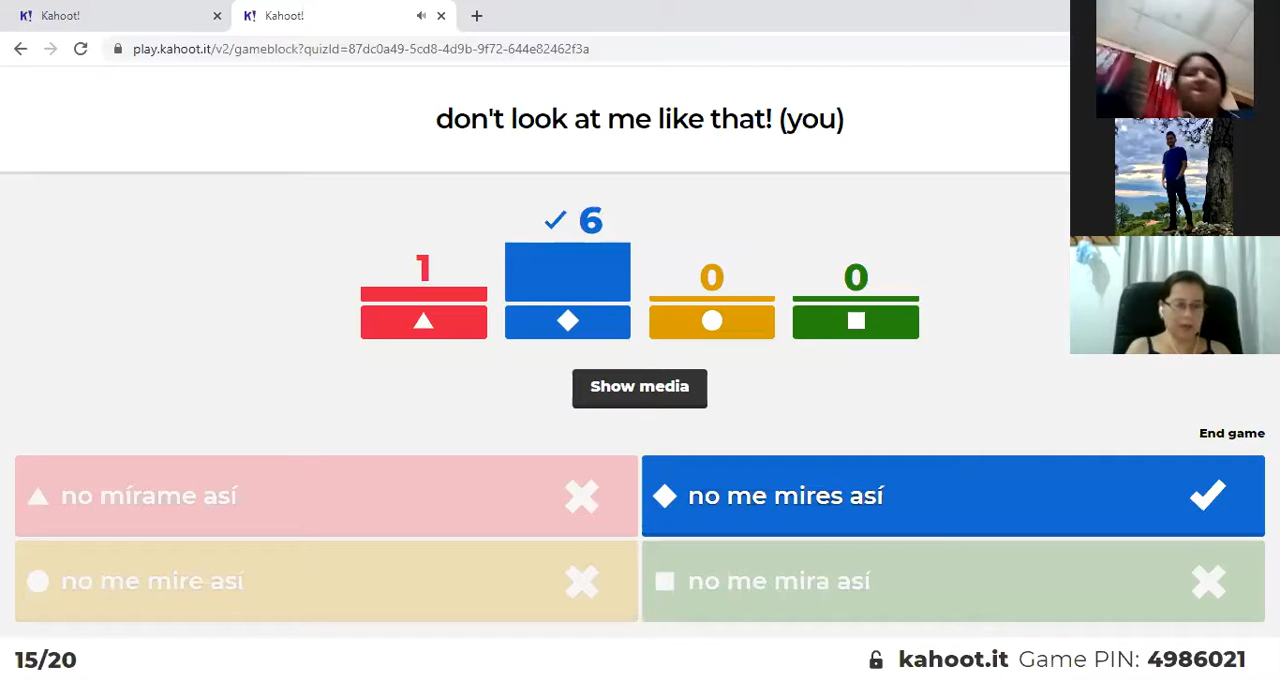 K! Kahoot!
K! Kahoot!
play.kahoot.it/v2/gameblock?quizId=87dc0a49-5cd8-4d9b-9f72-644e82462f3a
don't look at me like that! (you)
1
6
0
0
Show media
End game
no mírame así
no me mires así
no me mire así
no me mira así
15/20
kahoot.it Game PIN: 4986021